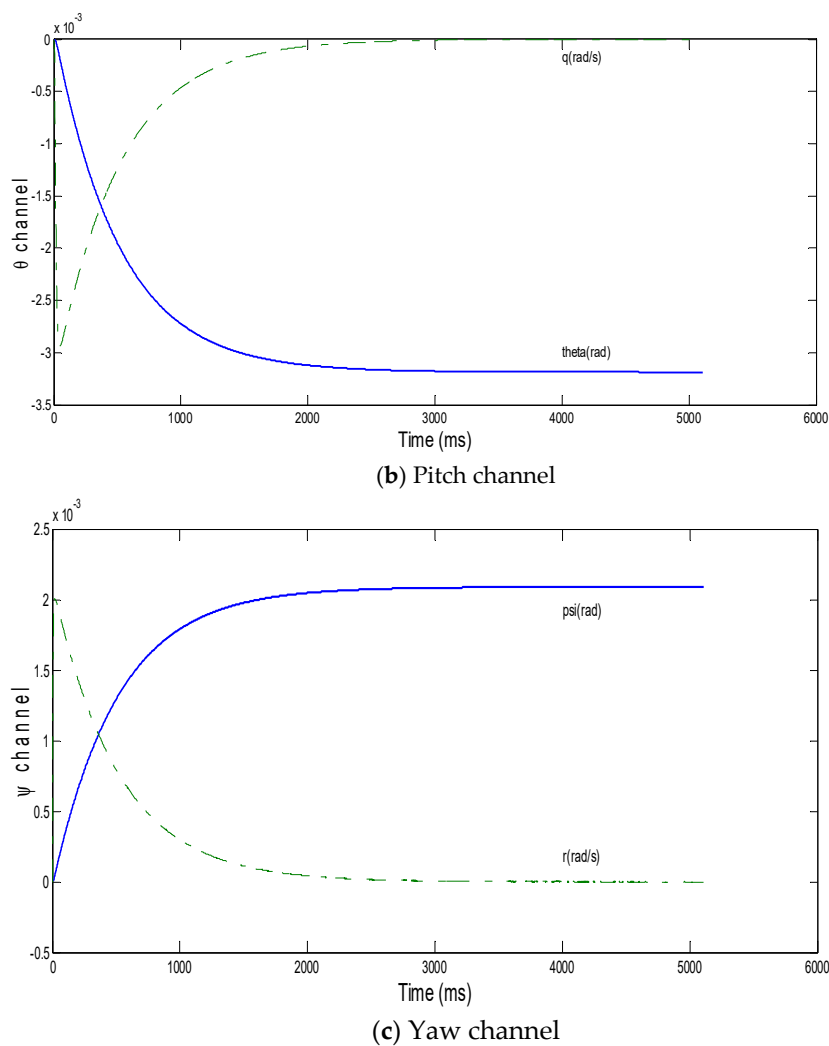 x 10
-3
0
-0.5
-1
-1.5
-2
-2.5
-3
-3.5
θ channel
q(rad/s)
theta(rad)
0 1000 2000 3000 4000 5000 6000
Time (ms)
(b) Pitch channel
x 10
-3
2.5
2
1.5
1
0.5
0
-0.5
ψ channel
psi(rad)
r(rad/s)
0 1000 2000 3000 4000 5000 6000
Time (ms)
(c) Yaw channel